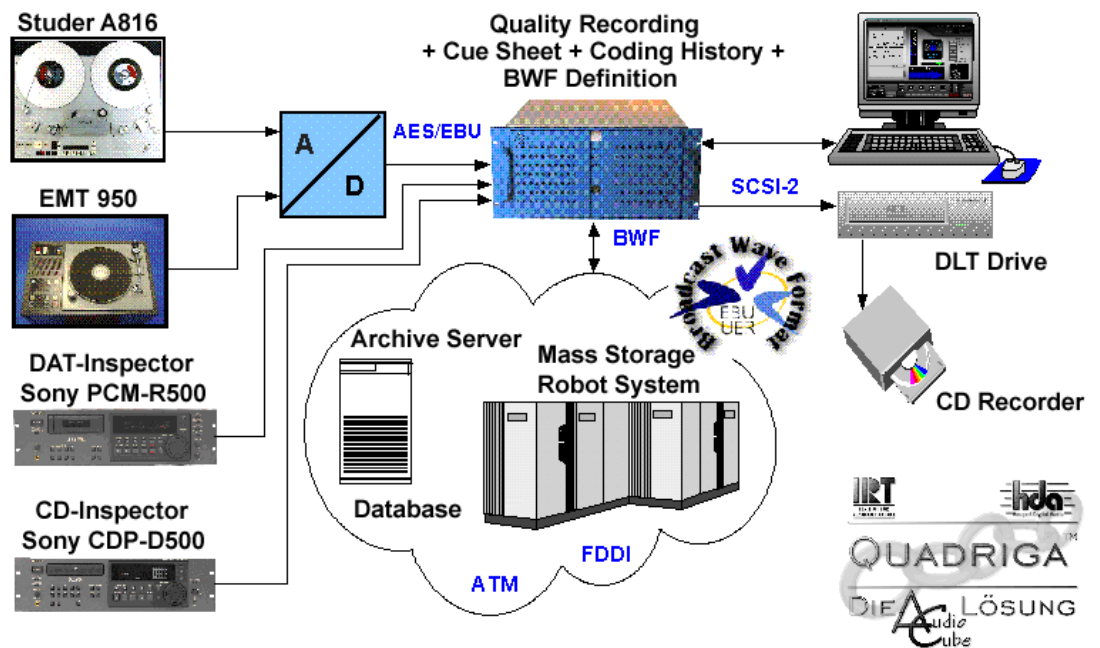 Studer A816
Quality Recording
+ Cue Sheet + Coding History +
BWF Definition
A
D
AES/EBU
EMT 950
SCSI-2
BWF
DLT Drive
Broadcast Wave Format
EBU
UER
Archive Server
Mass Storage
Robot System
DAT-Inspector
Sony PCM-R500
CD Recorder
Database
CD-Inspector
Sony CDP-D500
FDDI
ATM
IRT
hda
QUADRIGA™
DIE LÖSUNG
Audio
Cube